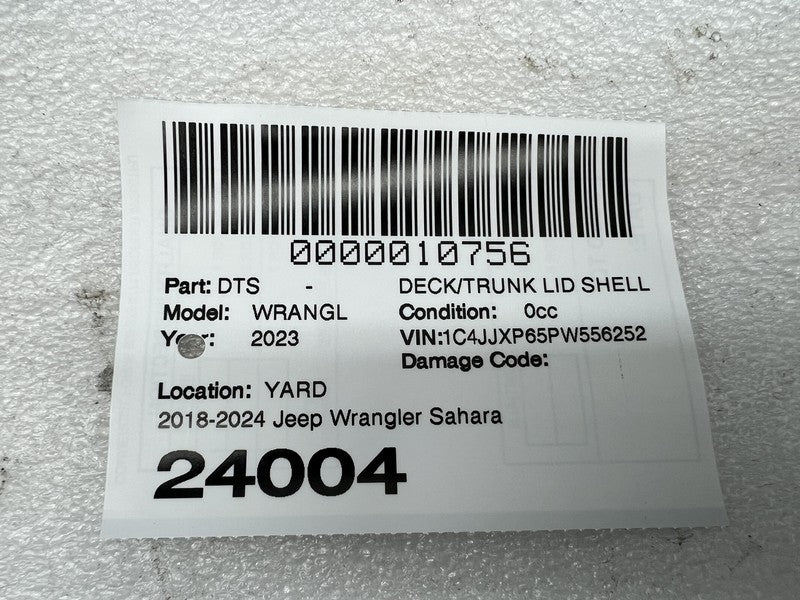 0000010756
Part: DTS - DECK/TRUNK LID SHELL
Model: WRANGL Condition: 0cc
Year: 2023 VIN:1C4JJXP65PW556252
Damage Code:
Location: YARD
2018-2024 Jeep Wrangler Sahara
24004